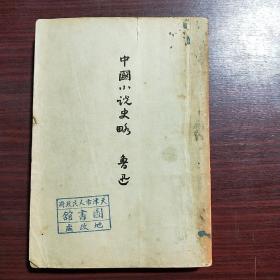 中國小说史略 魯迅
天津市人民政府
地政處
圖書館